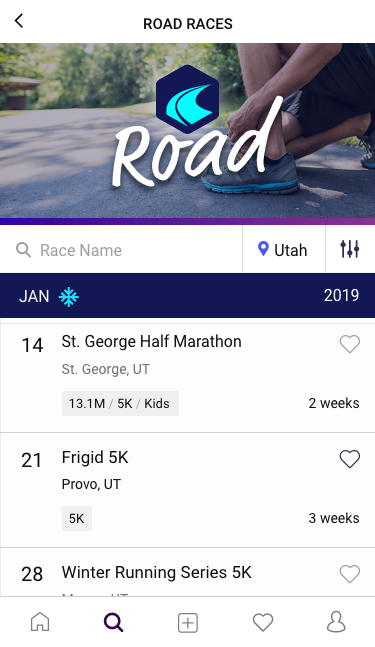 ROAD RACES
Road
Race Name
Utah
JAN 2019
14 St. George Half Marathon
St. George, UT
13.1M / 5K / Kids 2 weeks
21 Frigid 5K
Provo, UT
5K 3 weeks
28 Winter Running Series 5K